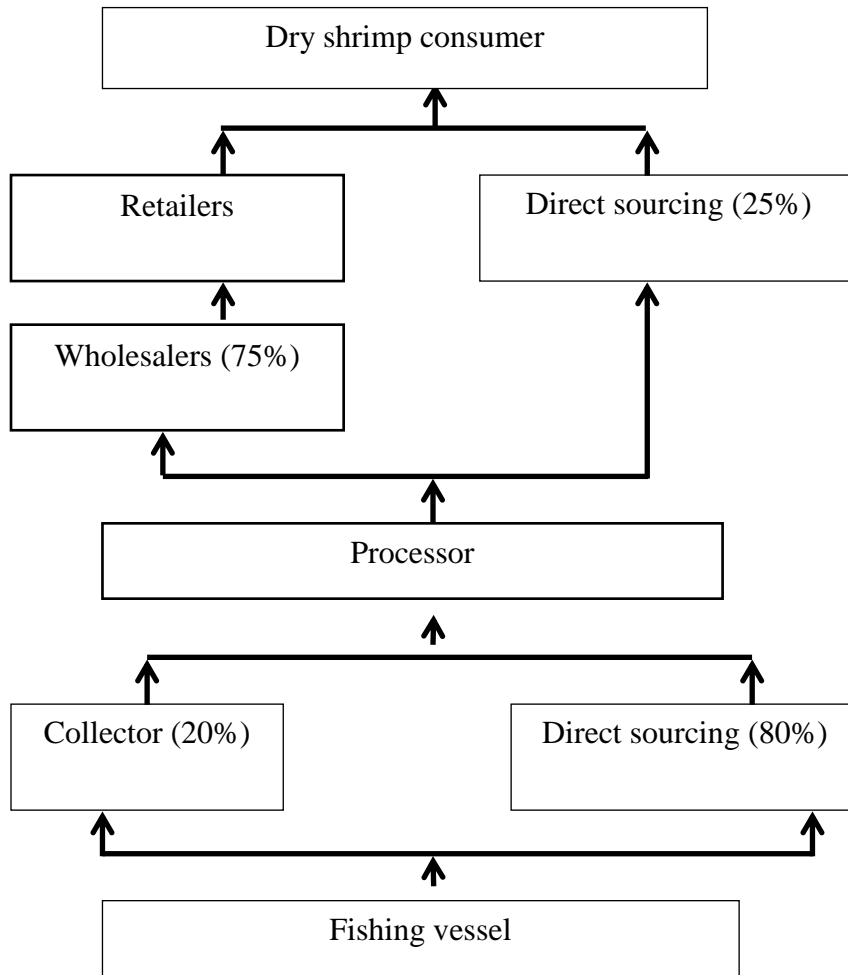 Dry shrimp consumer
Retailers
Direct sourcing (25%)
Wholesalers (75%)
Processor
Collector (20%)
Direct sourcing (80%)
Fishing vessel